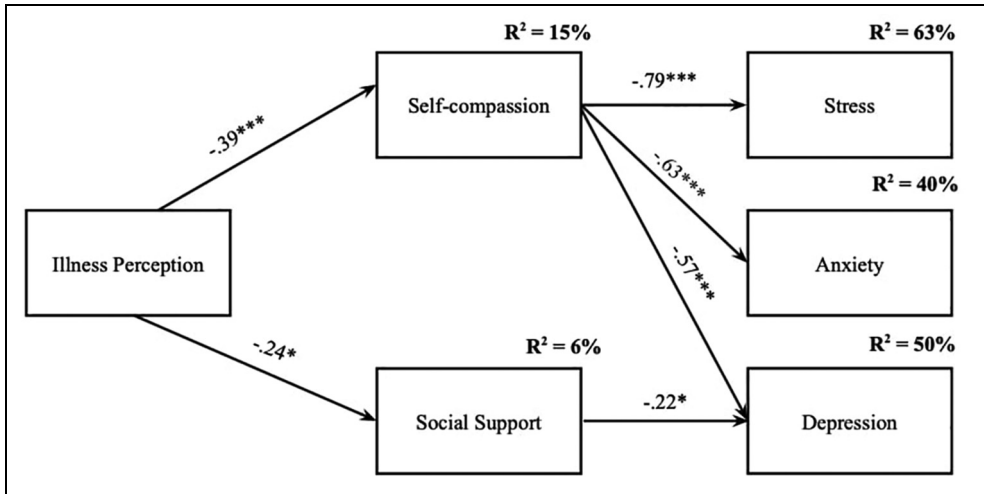 R² = 15%
R² = 63%
Self-compassion
-.79***
Stress
-.39***
-.63***
R² = 40%
Illness Perception
Anxiety
-.57***
-.24*
R² = 6%
R² = 50%
Social Support
-.22*
Depression